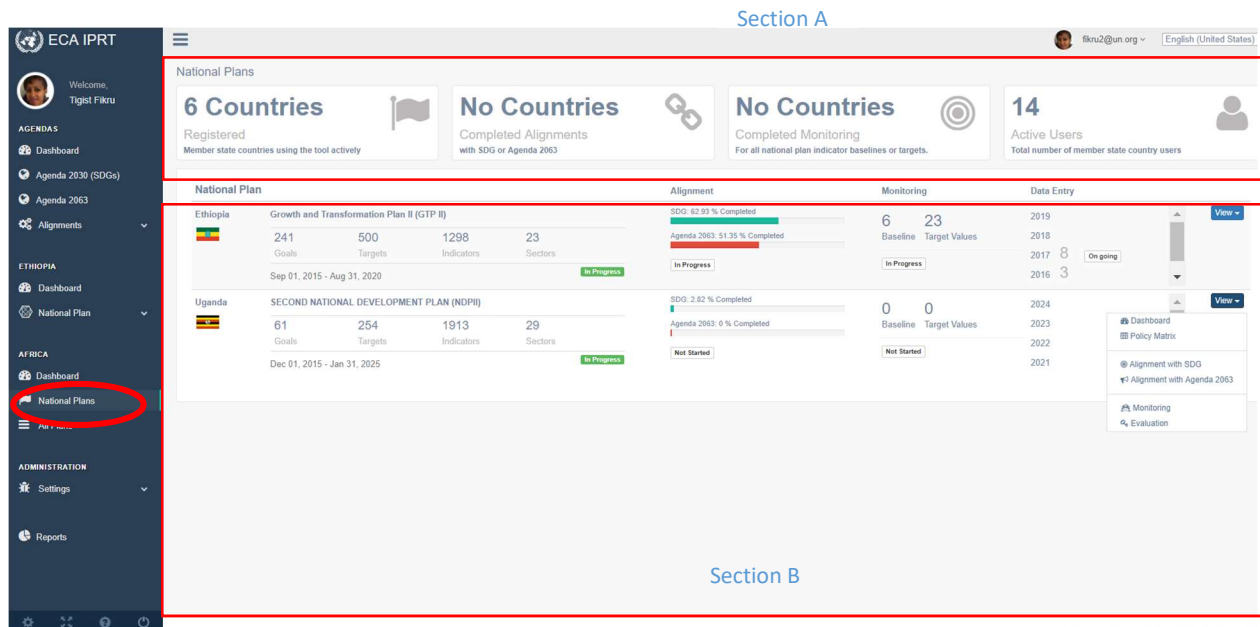 Section A
ECA IPRT
fikru2@un.org
English (United States)
Welcome,
Tigist Fikru
AGENDAS
Dashboard
Agenda 2030 (SDGs)
Agenda 2063
Alignments
ETHIOPIA
Dashboard
National Plan
AFRICA
Dashboard
National Plans
All Plans
ADMINISTRATION
Settings
Reports
National Plans
6 Countries
Registered
Member state countries using the tool actively
No Countries
Completed Alignments
with SDG or Agenda 2063
No Countries
Completed Monitoring
For all national plan indicator baselines or targets.
14
Active Users
Total number of member state country users
National Plan Alignment Monitoring Data Entry
Ethiopia
Growth and Transformation Plan II (GTP II)
241 500 1298 23
Goals Targets Indicators Sectors
Sep 01, 2015 - Aug 31, 2020
In Progress
SDG: 62.93 % Completed
Agenda 2063: 51.35 % Completed
In Progress
6 23
Baseline Target Values
In Progress
2019
2018
2017 8 On going
2016 3
View
Uganda
SECOND NATIONAL DEVELOPMENT PLAN (NDPII)
61 254 1913 29
Goals Targets Indicators Sectors
Dec 01, 2015 - Jan 31, 2025
In Progress
SDG: 2.82 % Completed
Agenda 2063: 0 % Completed
Not Started
0 0
Baseline Target Values
Not Started
2024
2023
2022
2021
View
Dashboard
Policy Matrix
Alignment with SDG
Alignment with Agenda 2063
Monitoring
Evaluation
Section B